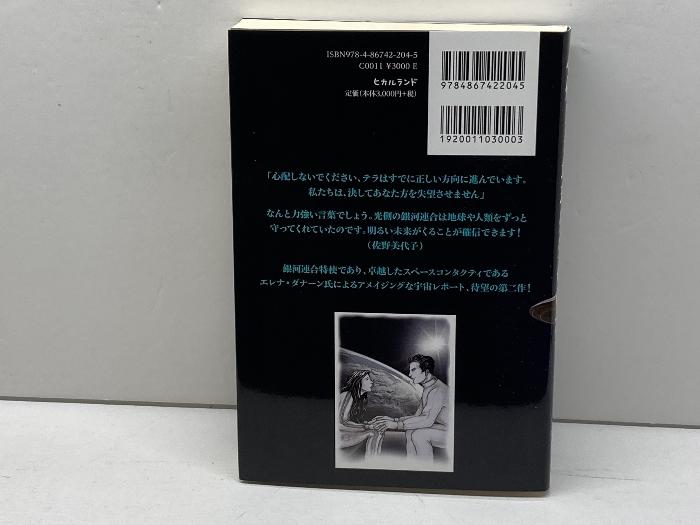 ISBN978-4-86742-204-5
C0011 ¥3000 E
ヒカルランド
定価(本体3,000円+税)
9784867422045
1920011030003
「心配しないでください、テラはすでに正しい方向に進んでいます。
私たちは、決してあなた方を失望させません」
なんと力強い言葉でしょう。光側の銀河連合は地球や人類をずっと
守ってくれていたのです。明るい未来がくることが確信できます!
(佐野美代子)
銀河連合特使であり、卓越したスペースコンタクティである
エレナ・ダナーン氏によるアメイジングな宇宙レポート、待望の第二作!